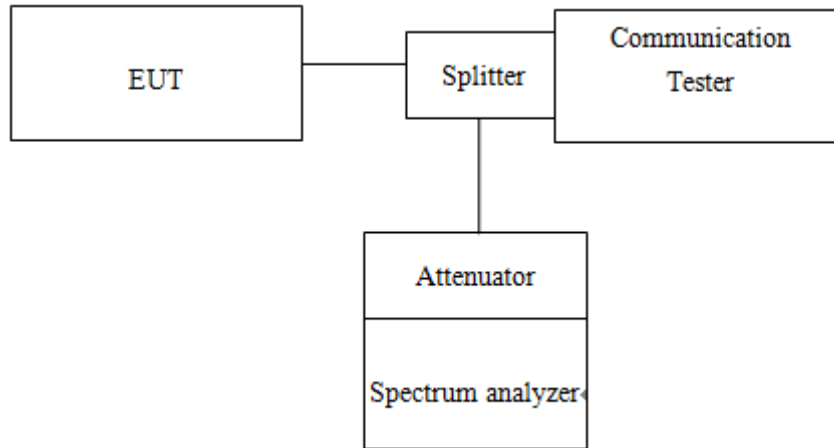 EUT
Splitter
Communication
Tester
Attenuator
Spectrum analyzer